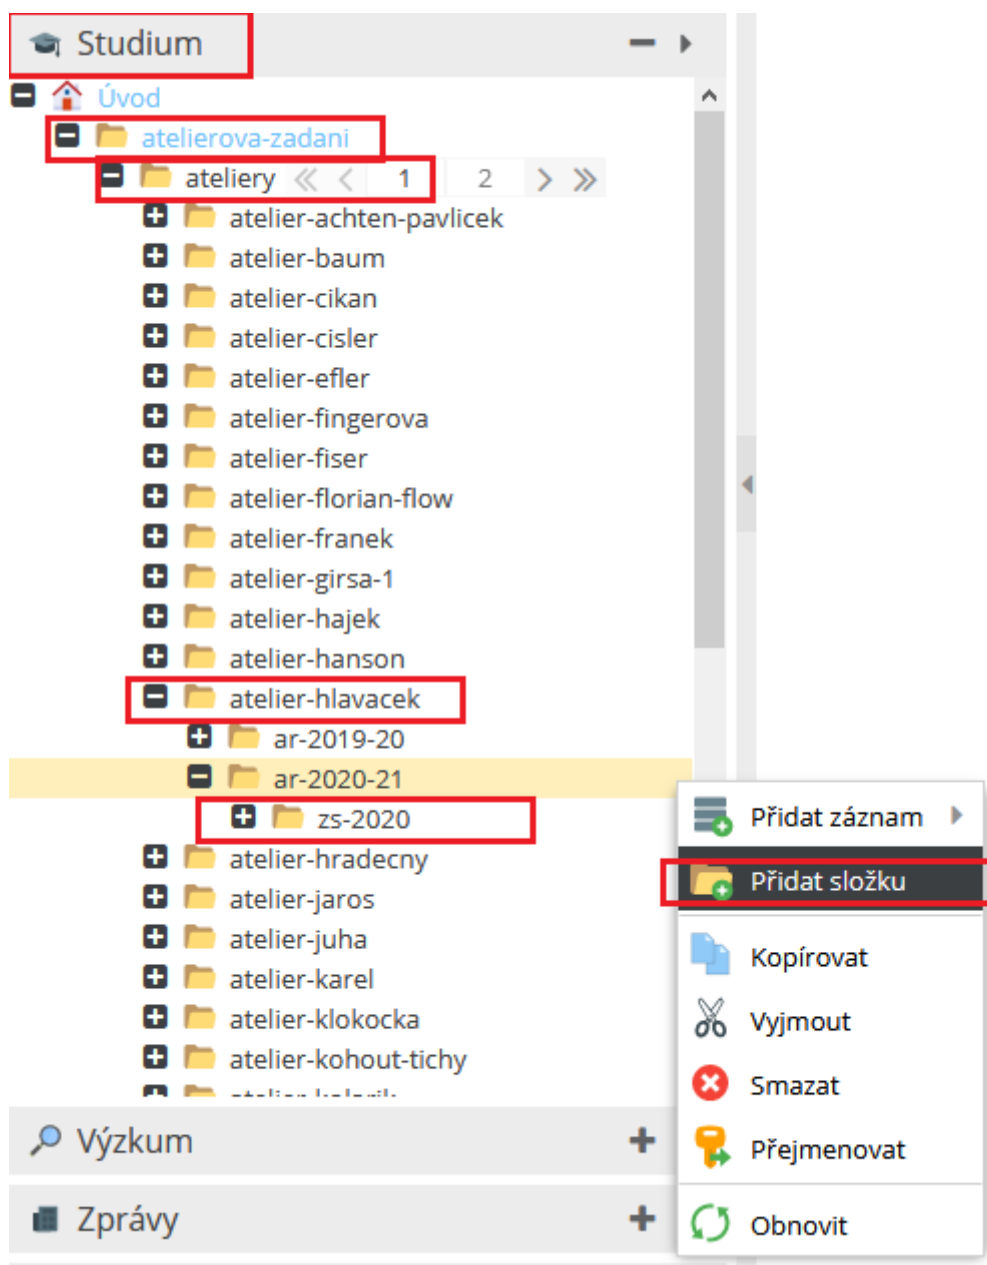 Studium
Úvod
atelierova-zadani
ateliery 1 2
atelier-achten-pavlicek
atelier-baum
atelier-cikan
atelier-cisler
atelier-efler
atelier-fingerova
atelier-fiser
atelier-florian-flow
atelier-franek
atelier-girsa-1
atelier-hajek
atelier-hanson
atelier-hlavacek
ar-2019-20
ar-2020-21
zs-2020
atelier-hradecny
atelier-jaros
atelier-juha
atelier-karel
atelier-klokocka
atelier-kohout-tichy
Výzkum
Zprávy
Přidat záznam
Přidat složku
Kopírovat
Vyjmout
Smazat
Přejmenovat
Obnovit